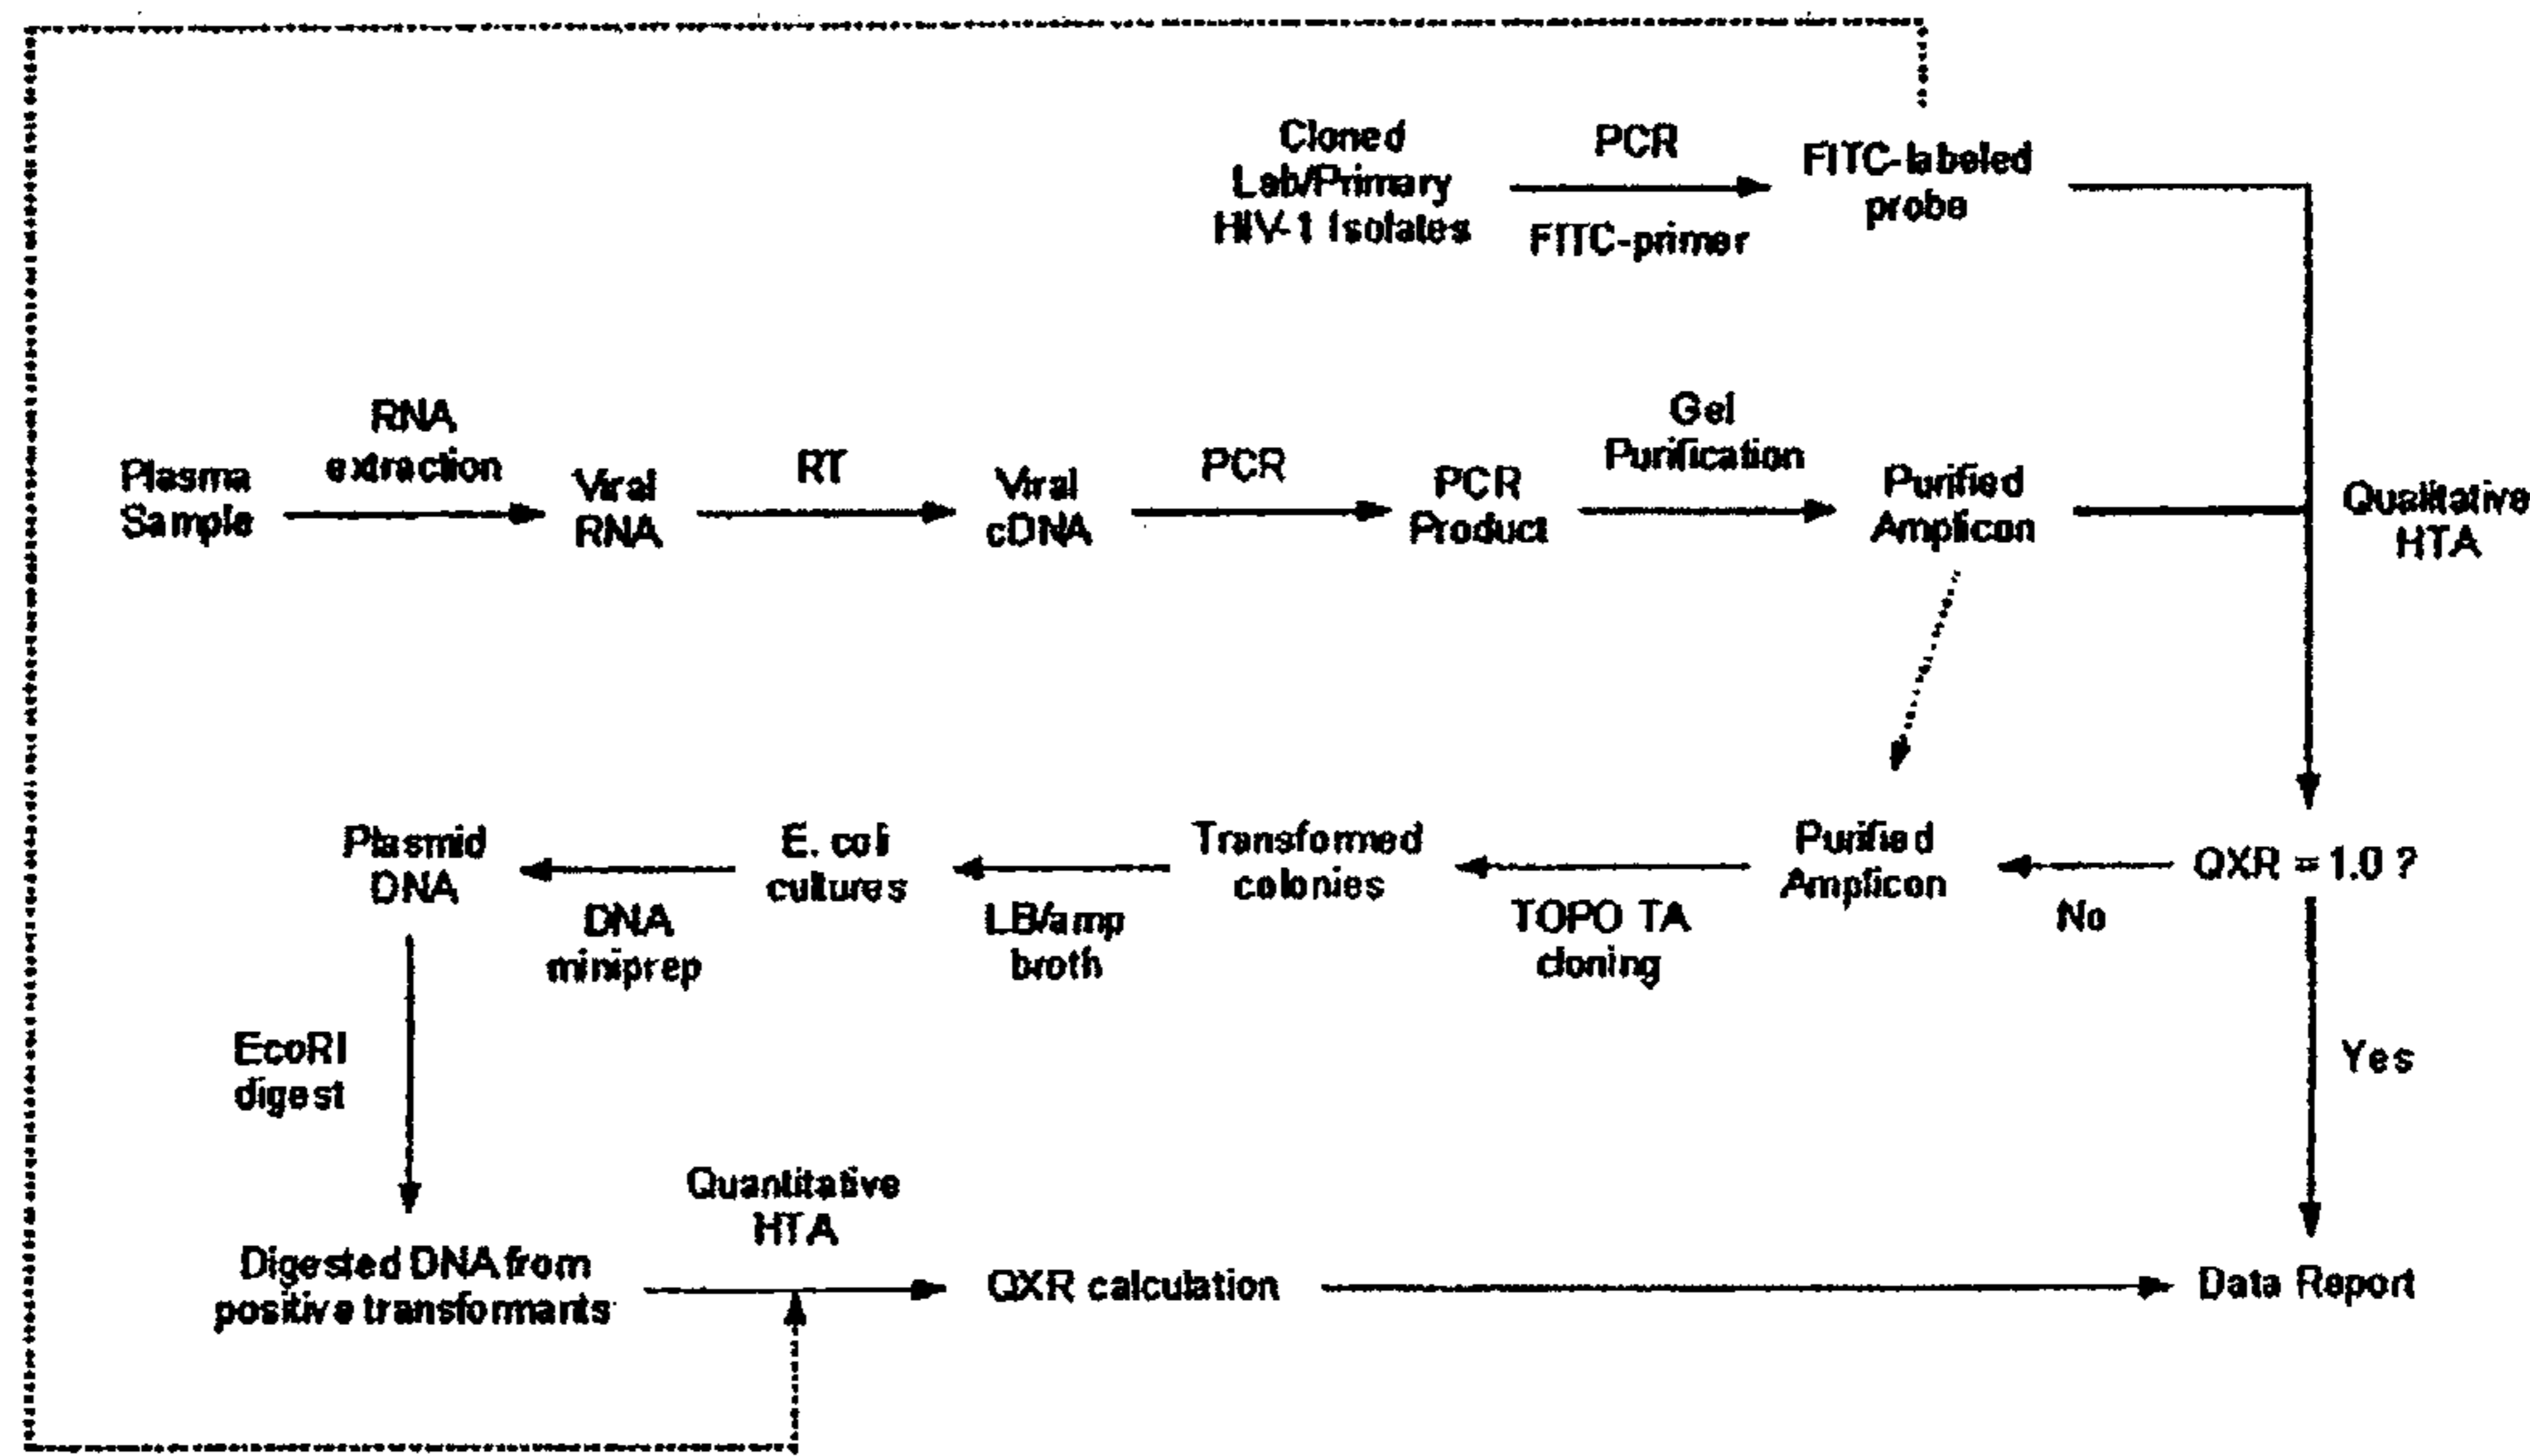 Cloned
Lab/Primary
HIV-1 Isolates
PCR
FITC-primer
FITC-labeled
probe
Plasma
Sample
RNA
extraction
Viral
RNA
RT
Viral
cDNA
PCR
PCR
Product
Gel
Purification
Purified
Amplicon
Qualitative
HTA
QXR = 1.0 ?
No
Purified
Amplicon
TOPO TA
cloning
Transformed
colonies
LB/amp
broth
E. coli
cultures
DNA
miniprep
Plasmid
DNA
EcoRI
digest
Yes
Digested DNA from
positive transformants
Quantitative
HTA
QXR calculation
Data Report